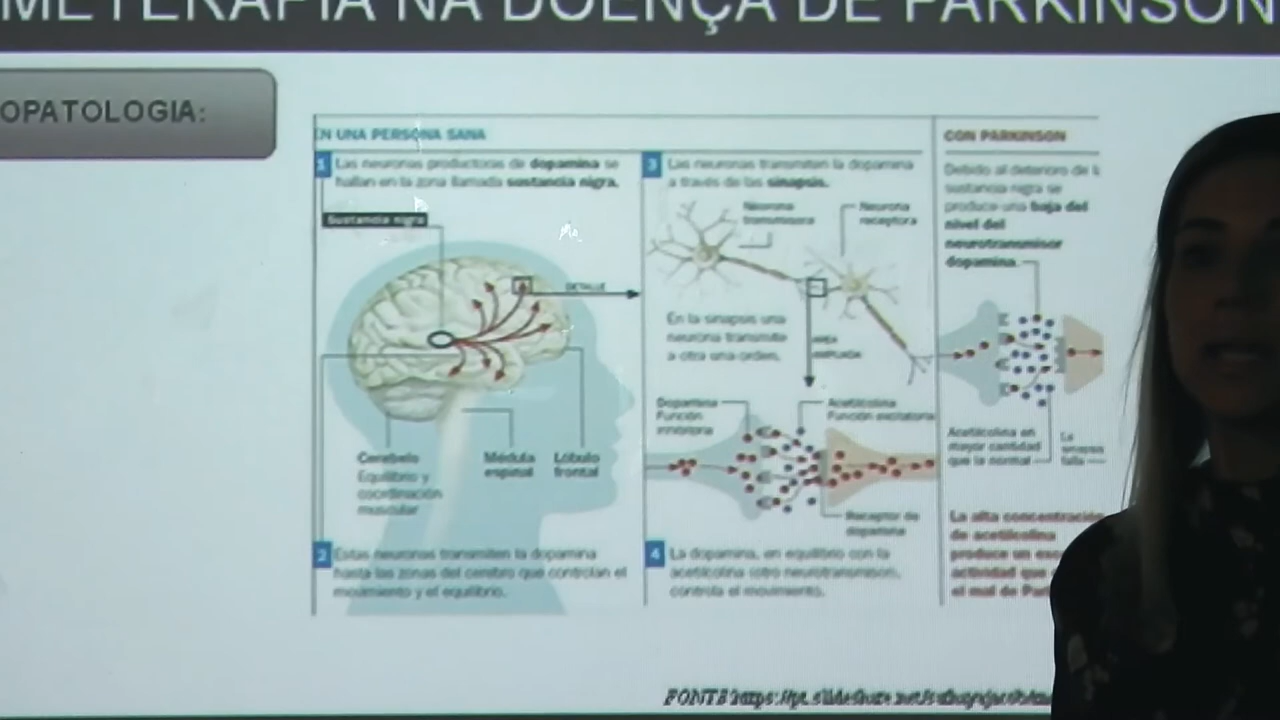 METERAPIA NA DOENÇA DE PARKINSON
OPATOLOGIA:
EN UNA PERSONA SANA
1 Las neuronas productoras de dopamina se
hallan en la zona llamada sustancia nigra.
Sustancia nigra
DETALLE
Cerebelo
Equilibrio y
coordinación
muscular
Médula
espinal
Lóbulo
frontal
2 Estas neuronas transmiten la dopamina
hasta las zonas del cerebro que controlan el
movimiento y el equilibrio.
3 Las neuronas transmiten la dopamina
a través de las sinapsis.
Neurona
transmisora
Neurona
receptora
En la sinapsis una
neurona transmite
a otra una orden.
AREA
AMPLIADA
Dopamina
Función
inhibitoria
Acetilcolina
Función excitatoria
Receptor de
dopamina
4 La dopamina, en equilibrio con la
acetilcolina (otro neurotransmisor),
controla el movimiento.
CON PARKINSON
Debido al deterioro de l
sustancia nigra se
produce una baja del
nivel del
neurotransmisor
dopamina.
Acetilcolina en
mayor cantidad
que la normal
La
sinapsis
falla
La alta concentración
de acetilcolina
produce un exc
actividad que
el mal de Par
FONTE https://pt.slideshare.net/